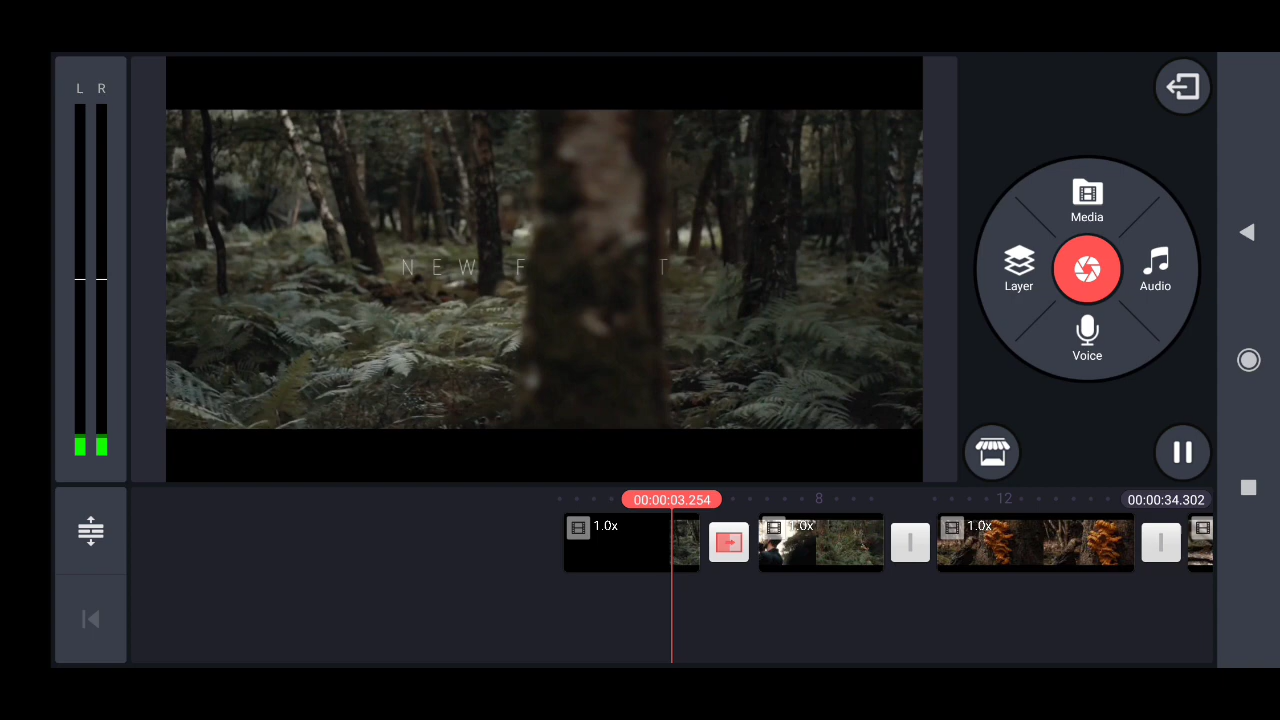 L R
Media
N E W F T
Layer
Audio
Voice
00:00:03.254
8
12
00:00:34.302
1.0x
1.0x
1.0x